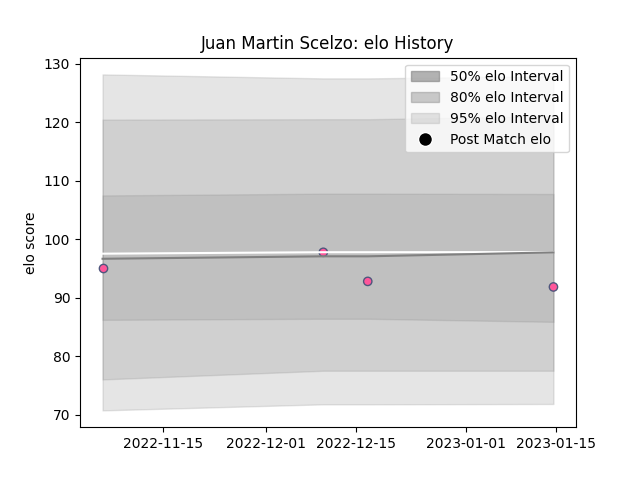 Juan Martin Scelzo: elo History
130
120
110
100
90
80
70
elo score
50% elo Interval
80% elo Interval
95% elo Interval
Post Match elo
2022-11-15
2022-12-01
2022-12-15
2023-01-01
2023-01-15